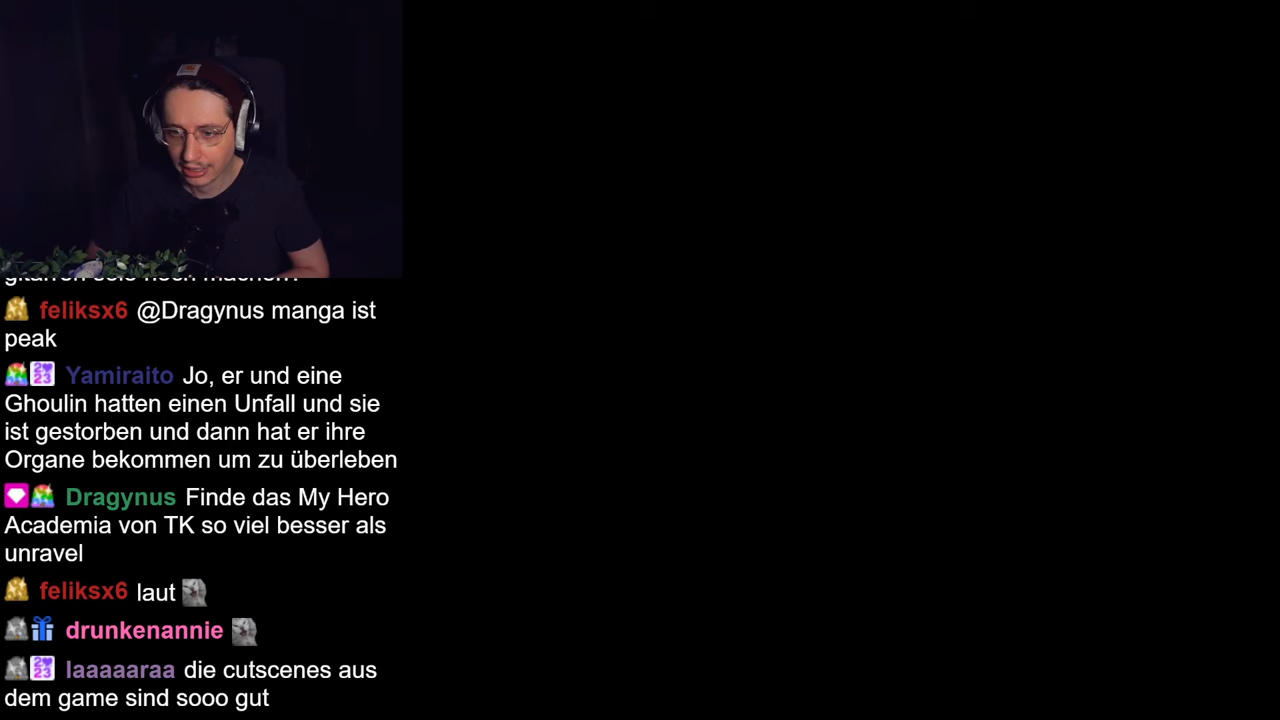 feliksx6 @Dragynus manga ist
peak
Yamiraito Jo, er und eine
Ghoulin hatten einen Unfall und sie
ist gestorben und dann hat er ihre
Organe bekommen um zu überleben
Dragynus Finde das My Hero
Academia von TK so viel besser als
unravel
feliksx6 laut
drunkenannie
laaaaaraa die cutscenes aus
dem game sind sooo gut